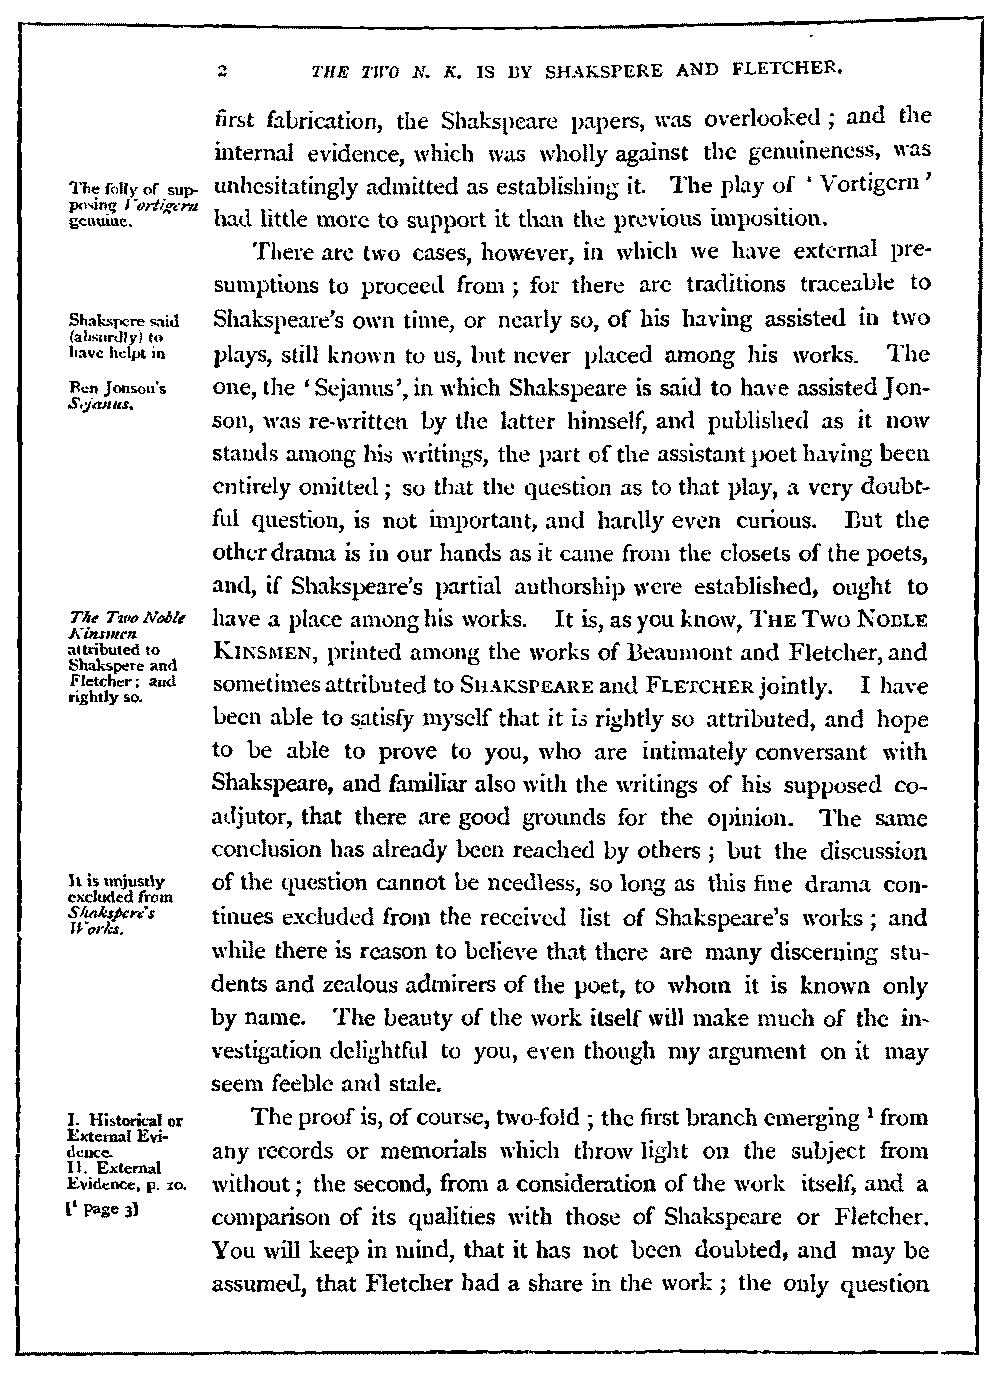 2 THE TWO N. K. IS BY SHAKSPERE AND FLETCHER.
first fabrication, the Shakspeare papers, was overlooked ; and the
internal evidence, which was wholly against the genuineness, was
The folly of sup- unhesitatingly admitted as establishing it. The play of ‘ Vortigern ’
posing Vortigern
genuine. had little more to support it than the previous imposition.
There are two cases, however, in which we have external pre-
sumptions to proceed from ; for there are traditions traceable to
Shakspere said Shakspeare's own time, or nearly so, of his having assisted in two
(absurdly) to
have helpt in plays, still known to us, but never placed among his works. The
Ben Jonson's one, the ‘ Sejanus’, in which Shakspeare is said to have assisted Jon-
Sejanus.
son, was re-written by the latter himself, and published as it now
stands among his writings, the part of the assistant poet having been
entirely omitted ; so that the question as to that play, a very doubt-
ful question, is not important, and hardly even curious. But the
other drama is in our hands as it came from the closets of the poets,
and, if Shakspeare's partial authorship were established, ought to
The Two Noble have a place among his works. It is, as you know, THE TWO NOBLE
Kinsmen
attributed to KINSMEN, printed among the works of Beaumont and Fletcher, and
Shakspere and
Fletcher ; and sometimes attributed to SHAKSPEARE and FLETCHER jointly. I have
rightly so.
been able to satisfy myself that it is rightly so attributed, and hope
to be able to prove to you, who are intimately conversant with
Shakspeare, and familiar also with the writings of his supposed co-
adjutor, that there are good grounds for the opinion. The same
conclusion has already been reached by others ; but the discussion
It is unjustly of the question cannot be needless, so long as this fine drama con-
excluded from
Shakspere's tinues excluded from the received list of Shakspeare's works ; and
Works.
while there is reason to believe that there are many discerning stu-
dents and zealous admirers of the poet, to whom it is known only
by name. The beauty of the work itself will make much of the in-
vestigation delightful to you, even though my argument on it may
seem feeble and stale.
I. Historical or The proof is, of course, two-fold ; the first branch emerging ¹ from
External Evi-
dence. any records or memorials which throw light on the subject from
II. External
Evidence, p. 10. without ; the second, from a consideration of the work itself, and a
[¹ page 3] comparison of its qualities with those of Shakspeare or Fletcher.
You will keep in mind, that it has not been doubted, and may be
assumed, that Fletcher had a share in the work ; the only question